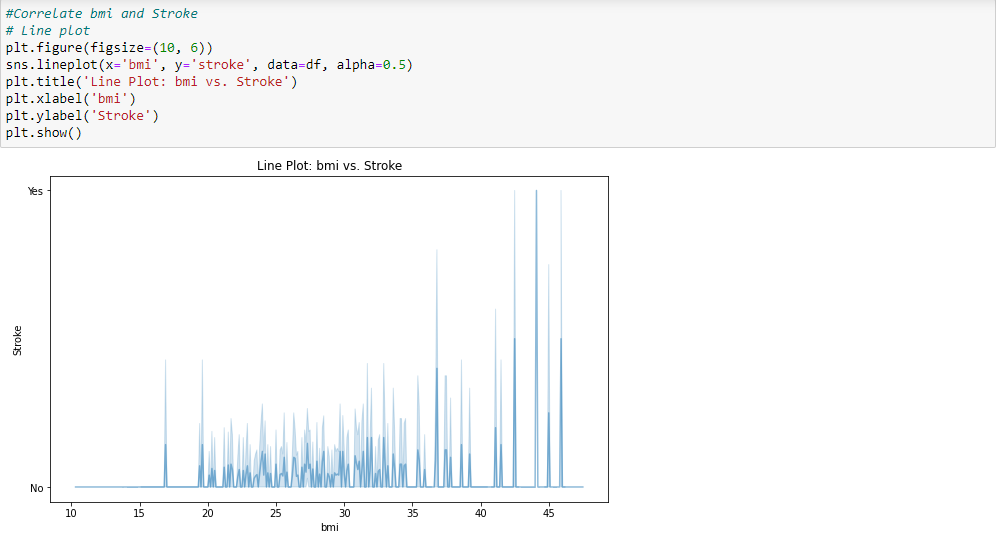 #Correlate bmi and Stroke
# Line plot
plt.figure(figsize=(10, 6))
sns.lineplot(x='bmi', y='stroke', data=df, alpha=0.5)
plt.title('Line Plot: bmi vs. Stroke')
plt.xlabel('bmi')
plt.ylabel('Stroke')
plt.show()
Line Plot: bmi vs. Stroke
Yes
Stroke
No
10 15 20 25 30 35 40 45
bmi